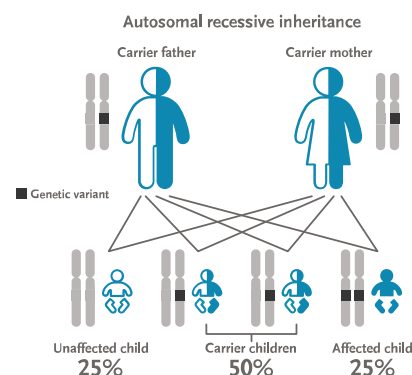 Autosomal recessive inheritance
Carrier father
Carrier mother
Genetic variant
Unaffected child
25%
Carrier children
50%
Affected child
25%